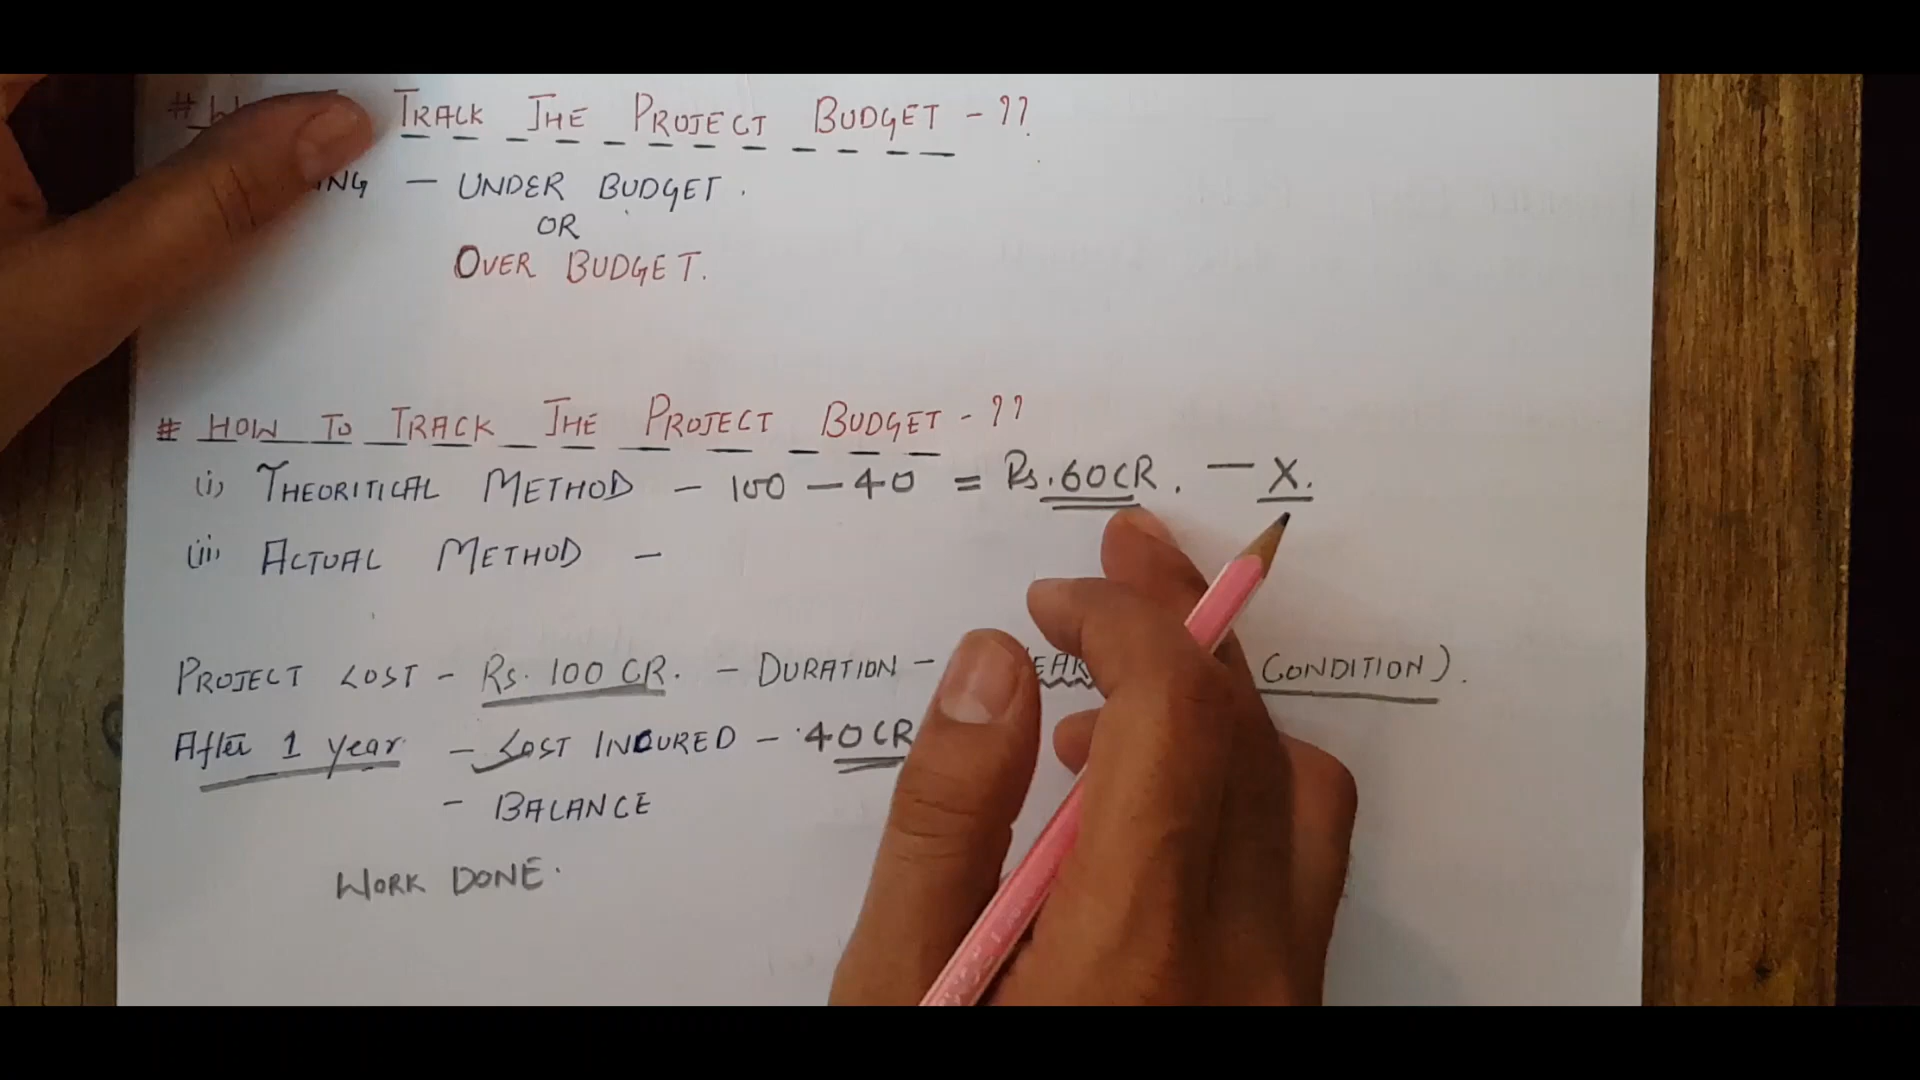 # TRACK THE PROJECT BUDGET - ??
- UNDER BUDGET.
OR
OVER BUDGET.
# HOW TO TRACK THE PROJECT BUDGET - ??
(i) THEORITICAL METHOD - 100 - 40 = Rs. 60CR. - X.
(ii) ACTUAL METHOD -
PROJECT COST - Rs. 100 CR. - DURATION - CONDITION).
After 1 year - COST INCURED - 40CR
- BALANCE
WORK DONE.